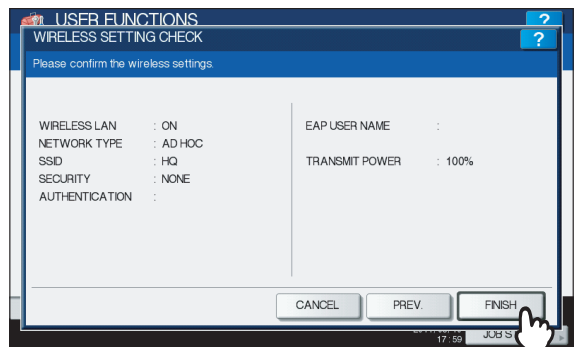 USER FUNCTIONS
?
WIRELESS SETTING CHECK
?
Please confirm the wireless settings.
WIRELESS LAN : ON
NETWORK TYPE : AD HOC
SSID : HQ
SECURITY : NONE
AUTHENTICATION :
EAP USER NAME :
TRANSMIT POWER : 100%
CANCEL
PREV.
FINISH
17:59
JOB S